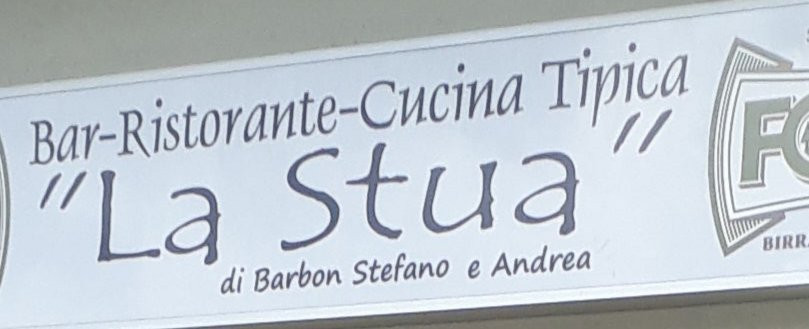 Bar-Ristorante-Cucina Tipica
"La Stua"
di Barbon Stefano e Andrea